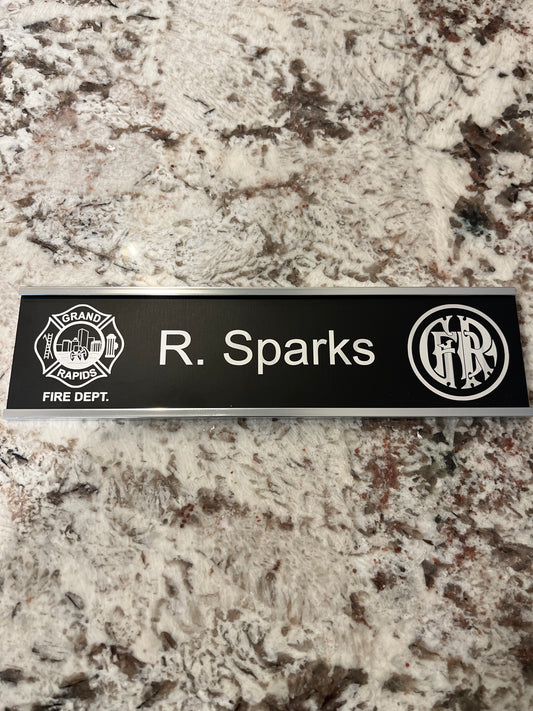 GRAND
RAPIDS
FIRE DEPT.
R. Sparks